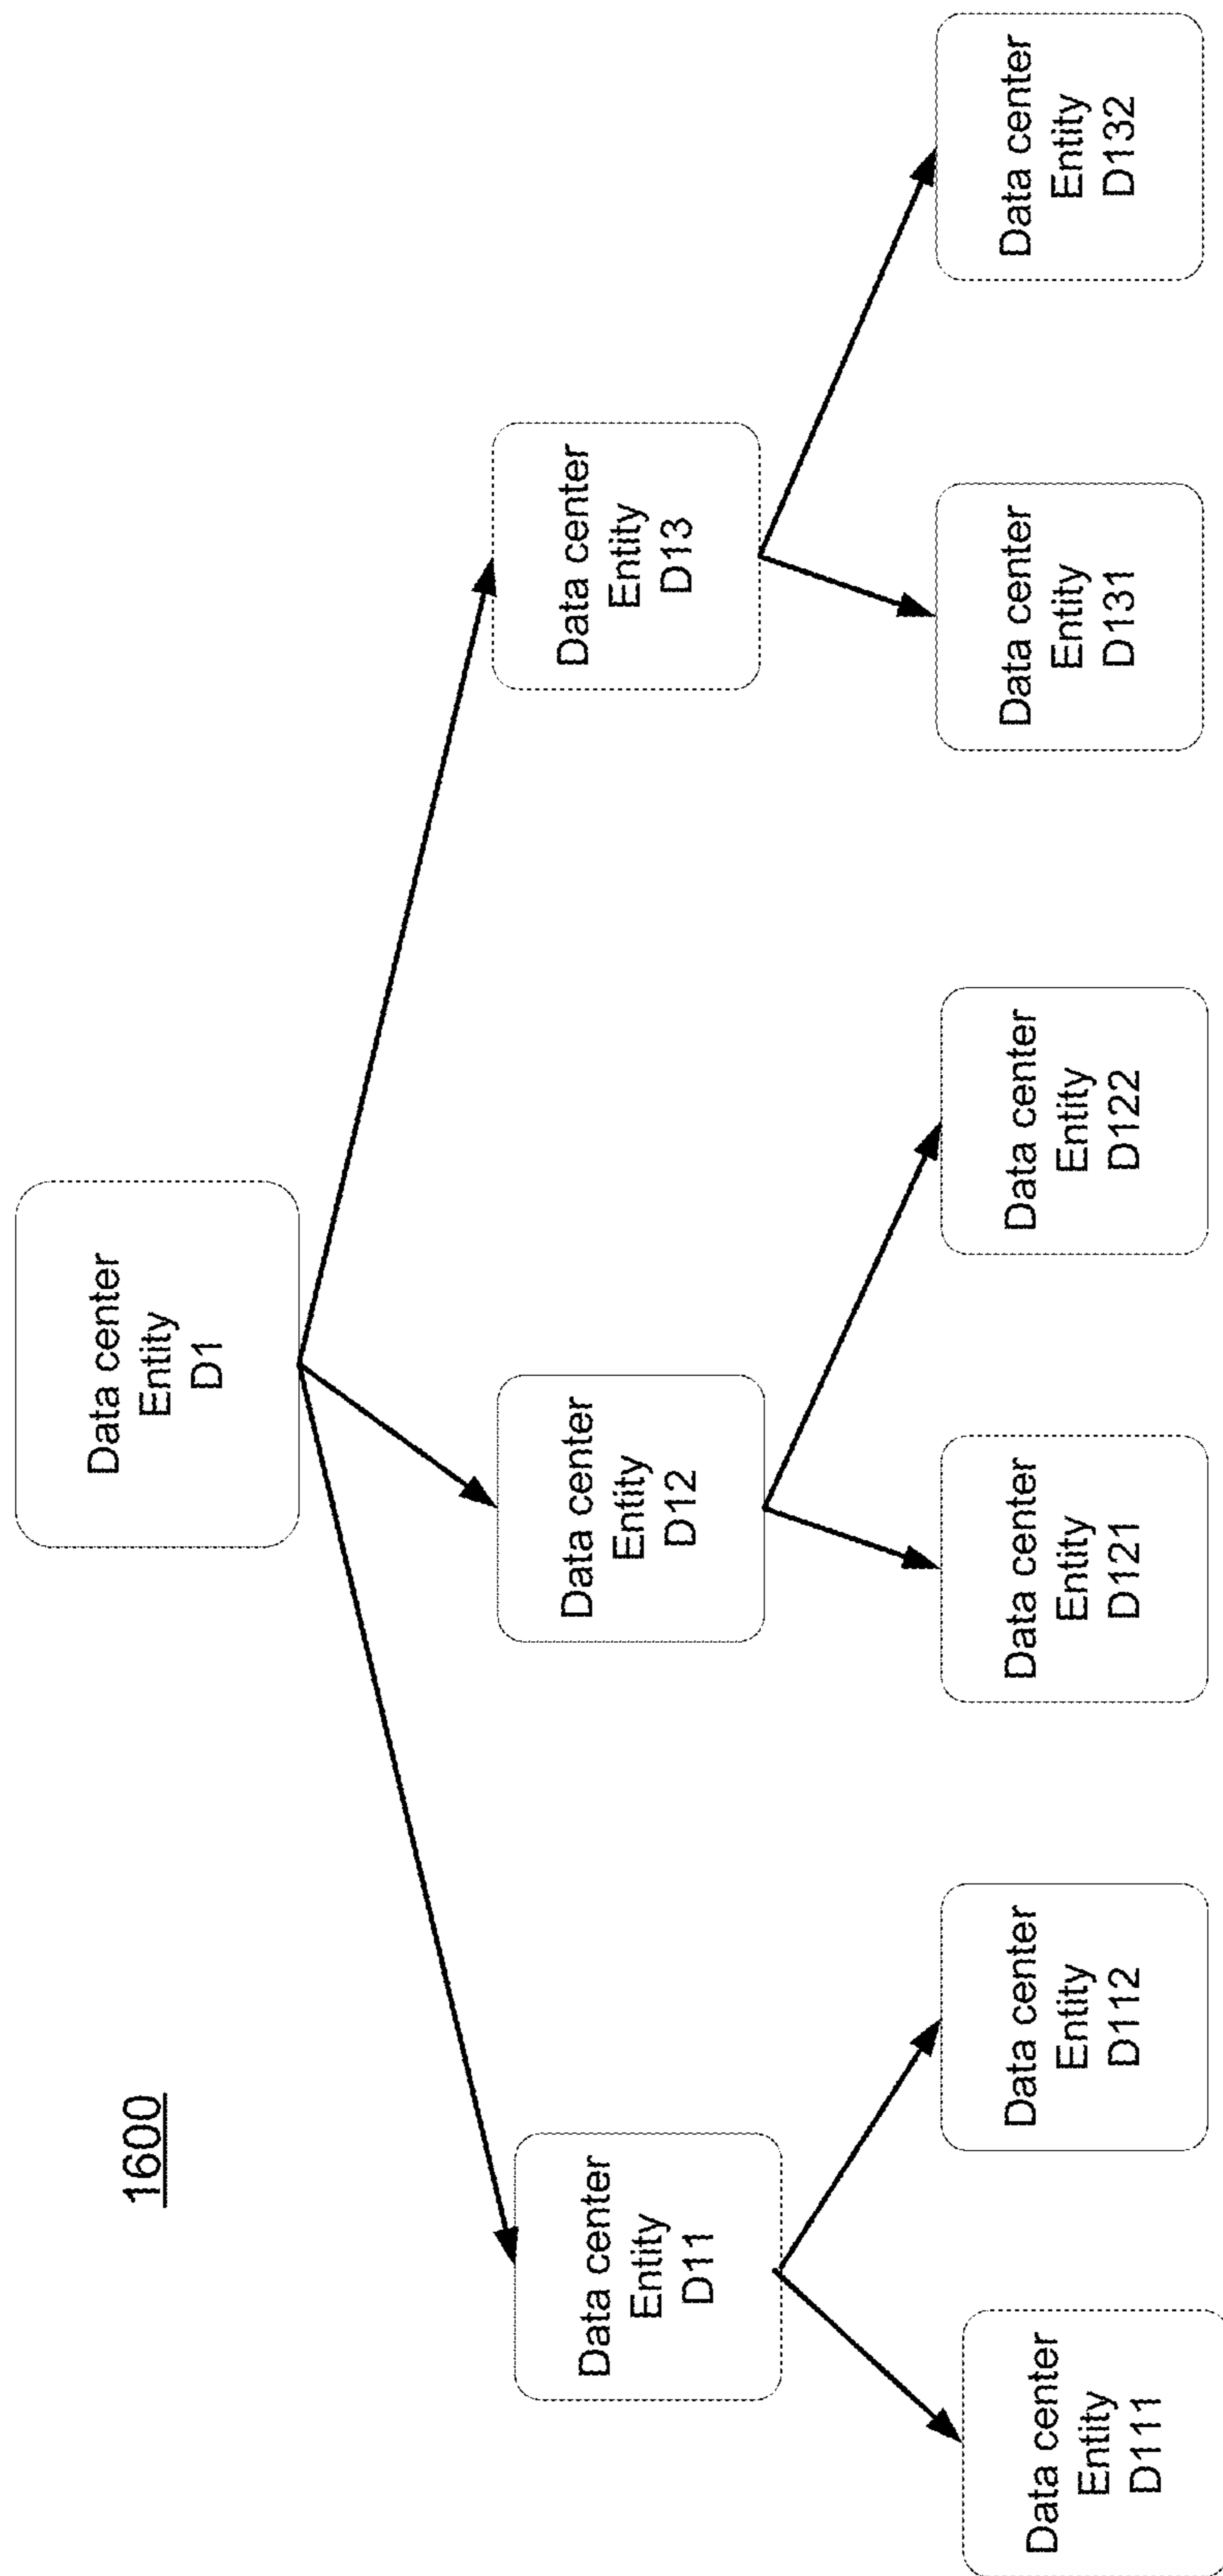 1600
Data center
Entity
D1
Data center
Entity
D11
Data center
Entity
D12
Data center
Entity
D13
Data center
Entity
D111
Data center
Entity
D112
Data center
Entity
D121
Data center
Entity
D122
Data center
Entity
D131
Data center
Entity
D132